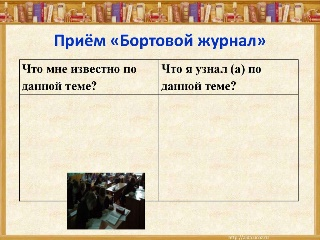 Приём «Бортовой журнал»
Что мне известно по данной теме?
Что я узнал (а) по данной теме?